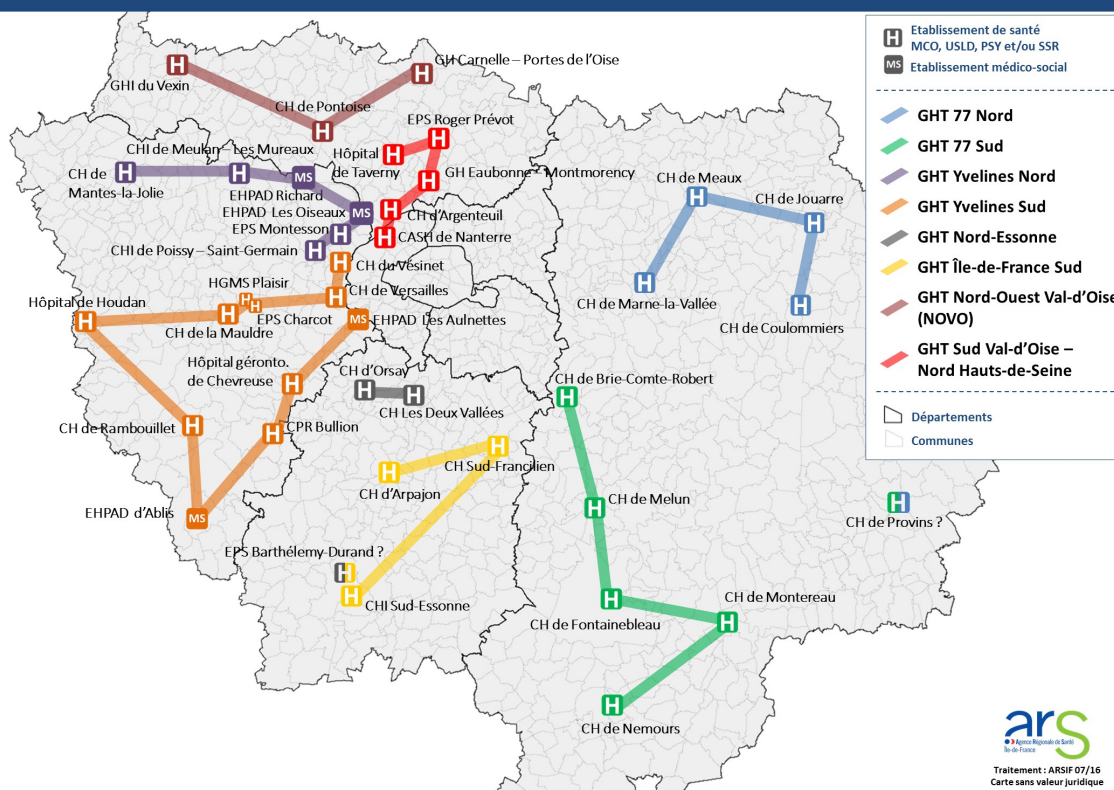 H Etablissement de santé
MCO, USLD, PSY et/ou SSR
MS Etablissement médico-social
GHT 77 Nord
GHT 77 Sud
GHT Yvelines Nord
GHT Yvelines Sud
GHT Nord-Essonne
GHT Île-de-France Sud
GHT Nord-Ouest Val-d'Oise
(NOVO)
GHT Sud Val-d'Oise –
Nord Hauts-de-Seine
Départements
Communes
GH Carnelle – Portes de l'Oise
H
H
GHI du Vexin
CH de Pontoise
H
EPS Roger Prévot
H
Hôpital
de Taverny
H
CHI de Meulan – Les Mureaux
H
GH Eaubonne – Montmorency
H
CH de
Mantes-la-Jolie
H
MS
EHPAD Richard
EHPAD Les Oiseaux
MS
EPS Montesson
H
CH d'Argenteuil
H
CASH de Nanterre
H
CHI de Poissy – Saint-Germain
H
CH du Vésinet
H
HGMS Plaisir
H
CH de Versailles
H
Hôpital de Houdan
H
EPS Charcot
H
CH de la Mauldre
H
EHPAD Les Aulnettes
MS
Hôpital géronto.
de Chevreuse
H
CH d'Orsay
H
CH Les Deux Vallées
H
CH de Rambouillet
H
CPR Bullion
H
CH Sud-Francilien
H
CH d'Arpajon
H
EHPAD d'Ablis
MS
EPS Barthélemy-Durand ?
H
CHI Sud-Essonne
H
CH de Meaux
H
CH de Jouarre
H
CH de Marne-la-Vallée
H
CH de Coulommiers
H
CH de Brie-Comte-Robert
H
CH de Melun
H
CH de Provins ?
H
CH de Fontainebleau
H
CH de Montereau
H
CH de Nemours
H
ars
Agence Régionale de Santé
Île-de-France
Traitement : ARSIF 07/16
Carte sans valeur juridique